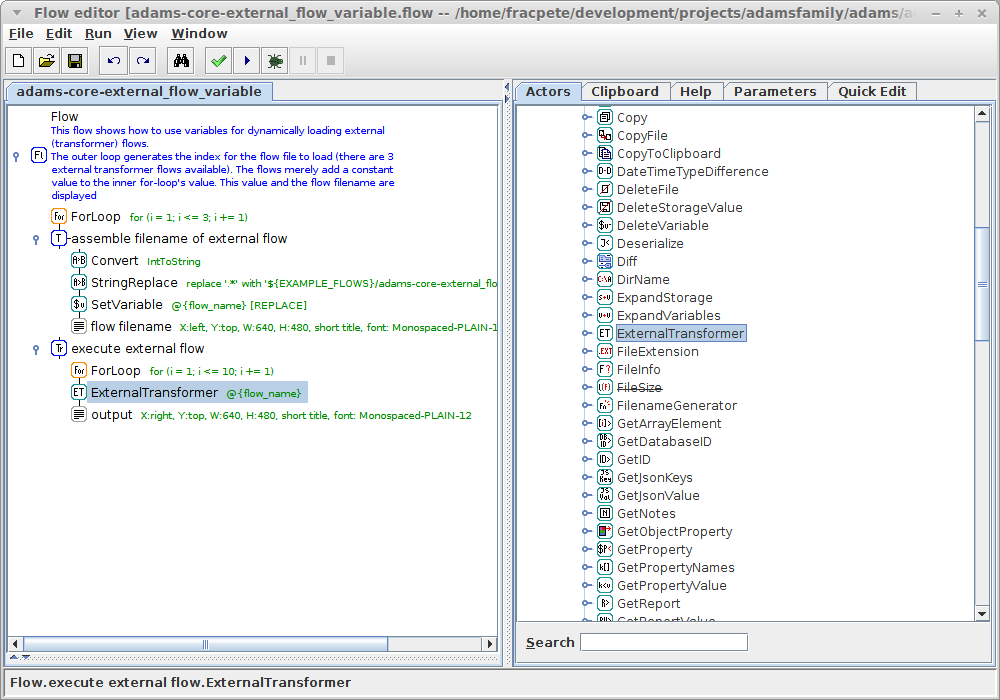 Flow editor [adams-core-external_flow_variable.flow -- /home/fracpete/development/projects/adamsfamily/adams/a
File Edit Run View Window
adams-core-external_flow_variable
Flow
This flow shows how to use variables for dynamically loading external
(transformer) flows.
The outer loop generates the index for the flow file to load (there are 3
external transformer flows available). The flows merely add a constant
value to the inner for-loop's value. This value and the flow filename are
displayed
for ForLoop for (i = 1; i <= 3; i += 1)
T assemble filename of external flow
A›B Convert IntToString
A›B StringReplace replace '.*' with '${EXAMPLE_FLOWS}/adams-core-external_flo
$v SetVariable @{flow_name} [REPLACE]
flow filename X:left, Y:top, W:640, H:480, short title, font: Monospaced-PLAIN-1
Tr execute external flow
for ForLoop for (i = 1; i <= 10; i += 1)
ET ExternalTransformer @{flow_name}
output X:right, Y:top, W:640, H:480, short title, font: Monospaced-PLAIN-12
Actors Clipboard Help Parameters Quick Edit
Copy
CopyFile
CopyToClipboard
D-D DateTimeTypeDifference
DeleteFile
DeleteStorageValue
DeleteVariable
Deserialize
Diff
DirName
ExpandStorage
ExpandVariables
ET ExternalTransformer
.EXT FileExtension
F? FileInfo
FileSize
FilenameGenerator
GetArrayElement
GetDatabaseID
ID> GetID
GetJsonKeys
GetJsonValue
N GetNotes
GetObjectProperty
GetProperty
GetPropertyNames
GetPropertyValue
R> GetReport
GetReportValue
Search
Flow.execute external flow.ExternalTransformer